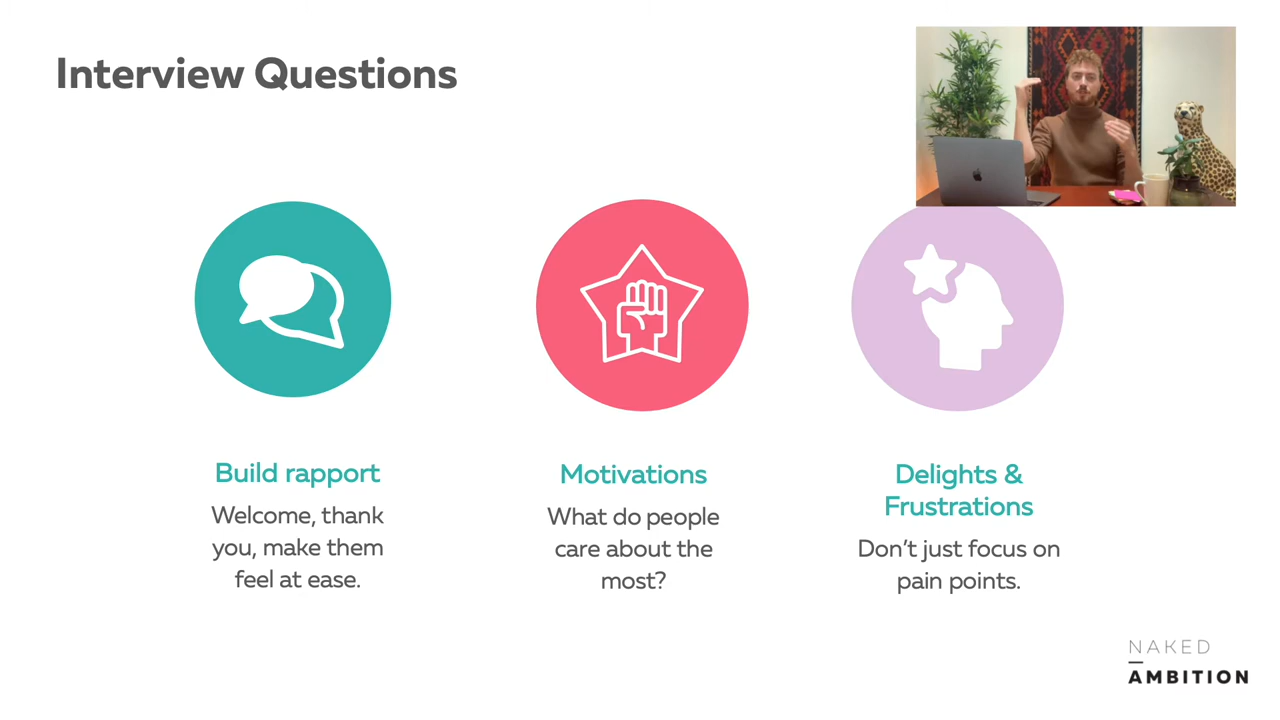 Interview Questions
Build rapport
Welcome, thank
you, make them
feel at ease.
Motivations
What do people
care about the
most?
Delights &
Frustrations
Don’t just focus on
pain points.
NAKED
AMBITION